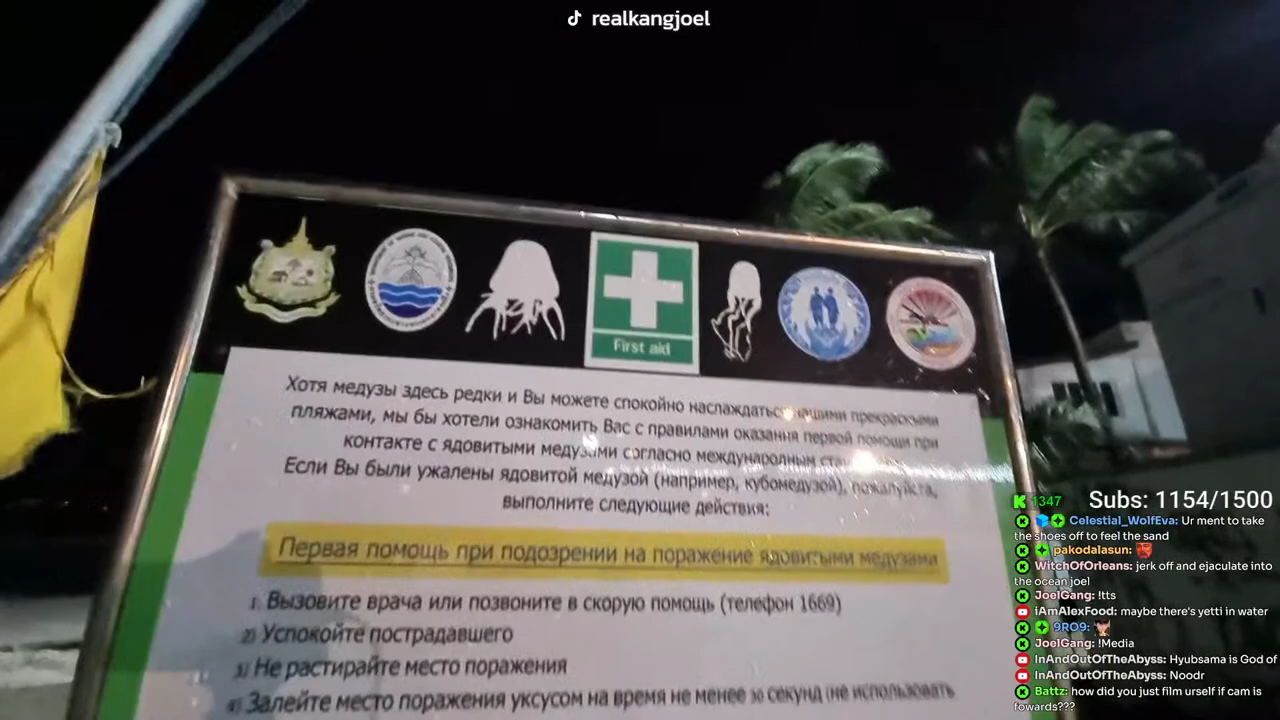 realkangjoel
First aid
Хотя медузы здесь редки и Вы можете спокойно наслаждаться нашими прекрасными
пляжами, мы бы хотели ознакомить Вас с правилами оказания первой помощи при
контакте с ядовитыми медузами согласно международным
Если Вы были ужалены ядовитой медузой (например, кубомедузой), пожалуйста,
выполните следующие действия:
Первая помощь при подозрении на поражение ядовитыми медузами
1) Вызовите врача или позвоните в скорую помощь (телефон 1669)
2) Успокойте пострадавшего
3) Не растирайте место поражения
4) Залейте место поражения уксусом на время не менее 30 секунд (не использовать
1347 Subs: 1154/1500
Celestial_WolfEva: Ur ment to take
the shoes off to feel the sand
pakodalasun:
WitchOfOrleans: jerk off and ejaculate into
the ocean joel
JoelGang: !tts
iAmAlexFood: maybe there's yetti in water
9RO9:
JoelGang: !Media
InAndOutOfTheAbyss: Hyubsama is God of
InAndOutOfTheAbyss: Noodr
Battz: how did you just film urself if cam is
fowards???